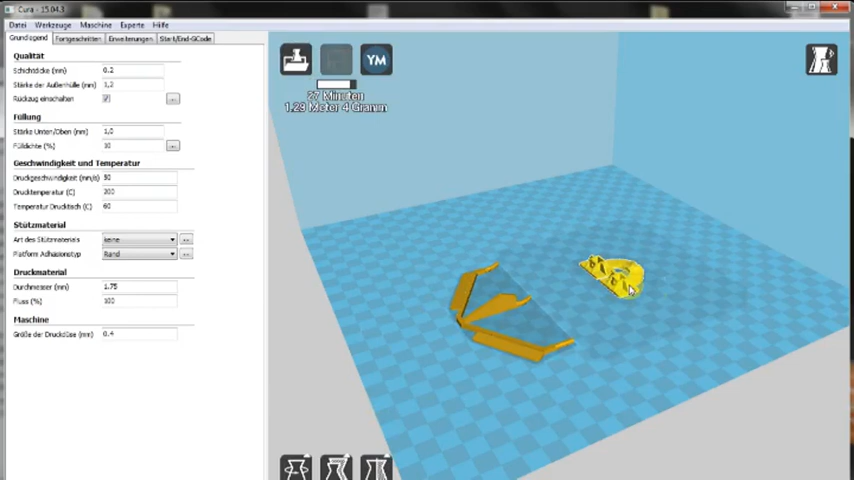 Cura - 15.04.3
Datei Werkzeuge Maschine Experte Hilfe
Grundlegend Fortgeschritten Erweiterungen Start/End-GCode
Qualität
Schichtdicke (mm) 0.2
Stärke der Außenhülle (mm) 1,2
Rückzug einschalten
Füllung
Stärke Unten/Oben (mm) 1,0
Fülldichte (%) 10
Geschwindigkeit und Temperatur
Druckgeschwindigkeit (mm/s) 50
Drucktemperatur (C) 200
Temperatur Drucktisch (C) 60
Stützmaterial
Art des Stützmaterials keine
Platform Adhäsionstyp Rand
Druckmaterial
Durchmesser (mm) 1.75
Fluss (%) 100
Maschine
Größe der Druckdüse (mm) 0.4
YM
27 Minuten
1.29 Meter 4 Gramm